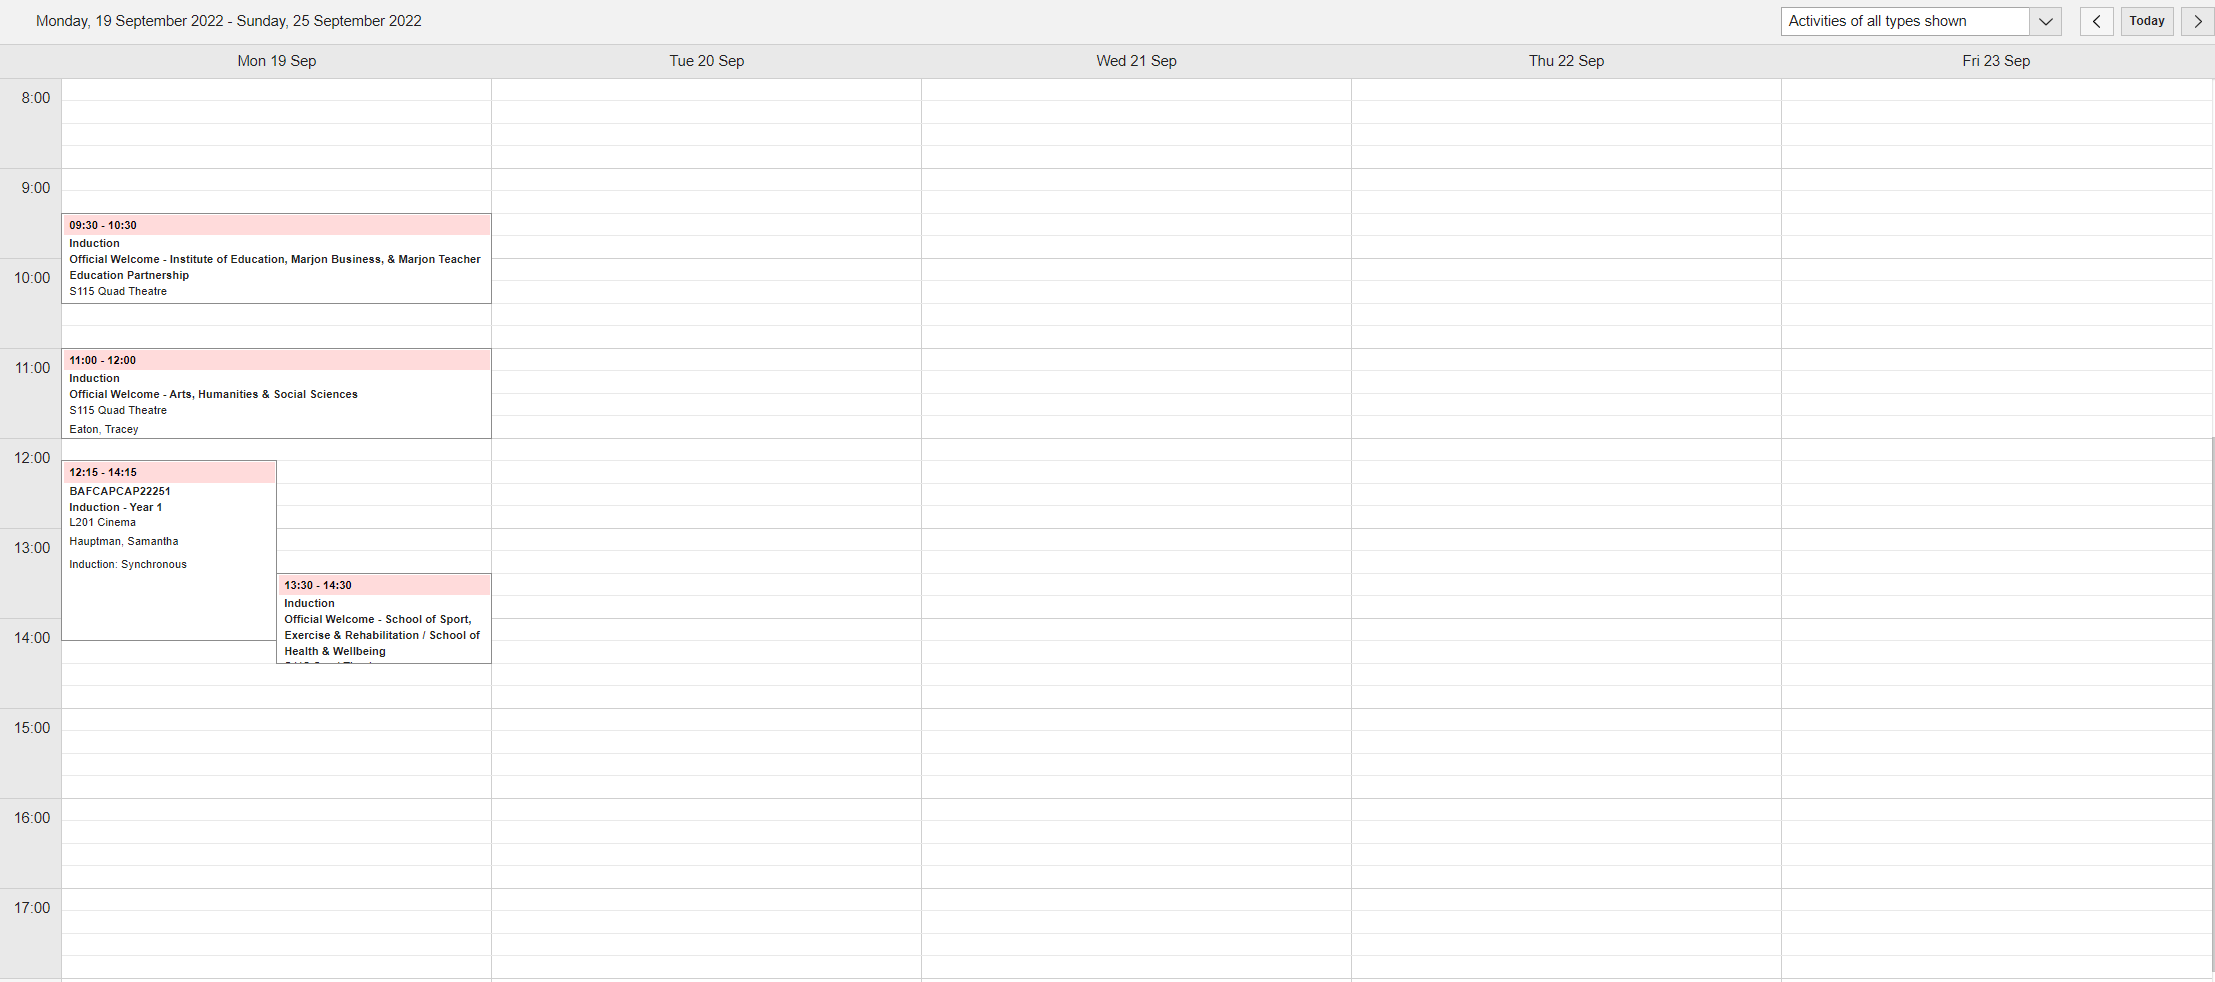 Monday, 19 September 2022 - Sunday, 25 September 2022
Activities of all types shown
Today
Mon 19 Sep
Tue 20 Sep
Wed 21 Sep
Thu 22 Sep
Fri 23 Sep
8:00
9:00
09:30 - 10:30
Induction
Official Welcome - Institute of Education, Marjon Business, & Marjon Teacher
Education Partnership
S115 Quad Theatre
10:00
11:00
11:00 - 12:00
Induction
Official Welcome - Arts, Humanities & Social Sciences
S115 Quad Theatre
Eaton, Tracey
12:00
12:15 - 14:15
BAFCAPCAP22251
Induction - Year 1
L201 Cinema
Hauptman, Samantha
Induction: Synchronous
13:00
13:30 - 14:30
Induction
Official Welcome - School of Sport,
Exercise & Rehabilitation / School of
Health & Wellbeing
14:00
15:00
16:00
17:00